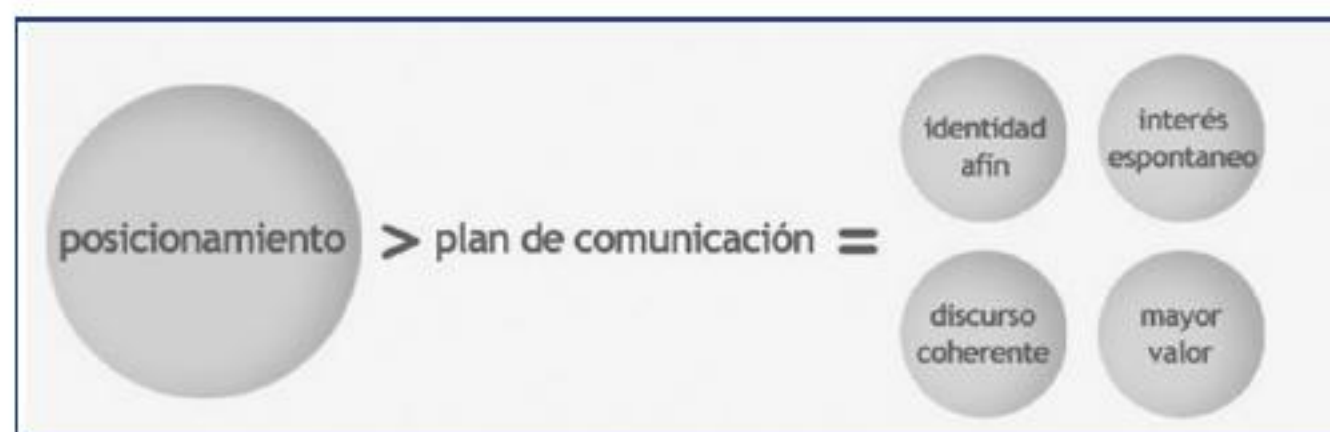 posicionamiento > plan de comunicación =
identidad
afín
interés
espontaneo
discurso
coherente
mayor
valor